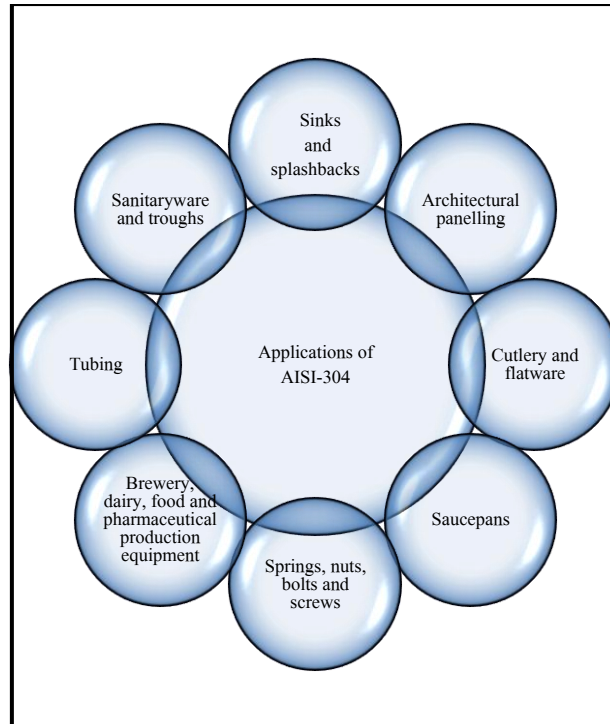 Sinks
and
splashbacks
Architectural
panelling
Cutlery and
flatware
Saucepans
Springs, nuts,
bolts and
screws
Brewery,
dairy, food and
pharmaceutical
production
equipment
Tubing
Sanitaryware
and troughs
Applications of
AISI-304